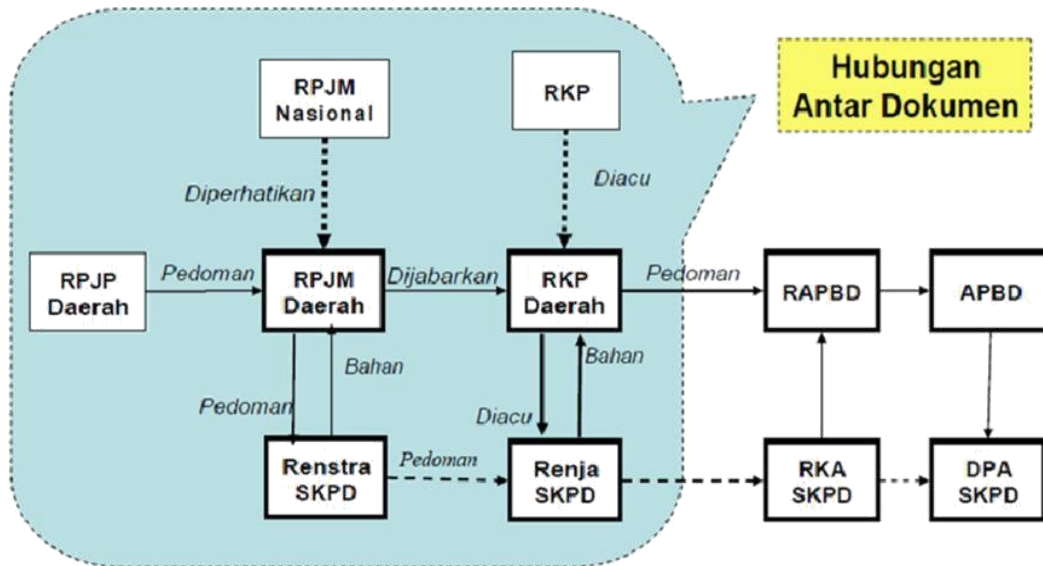 Hubungan
Antar Dokumen
RPJM
Nasional
RKP
Diperhatikan
Diacu
RPJP
Daerah
Pedoman
RPJM
Daerah
Dijabarkan
RKP
Daerah
Pedoman
RAPBD
APBD
Bahan
Pedoman
Bahan
Diacu
Renstra
SKPD
Pedoman
Renja
SKPD
RKA
SKPD
DPA
SKPD